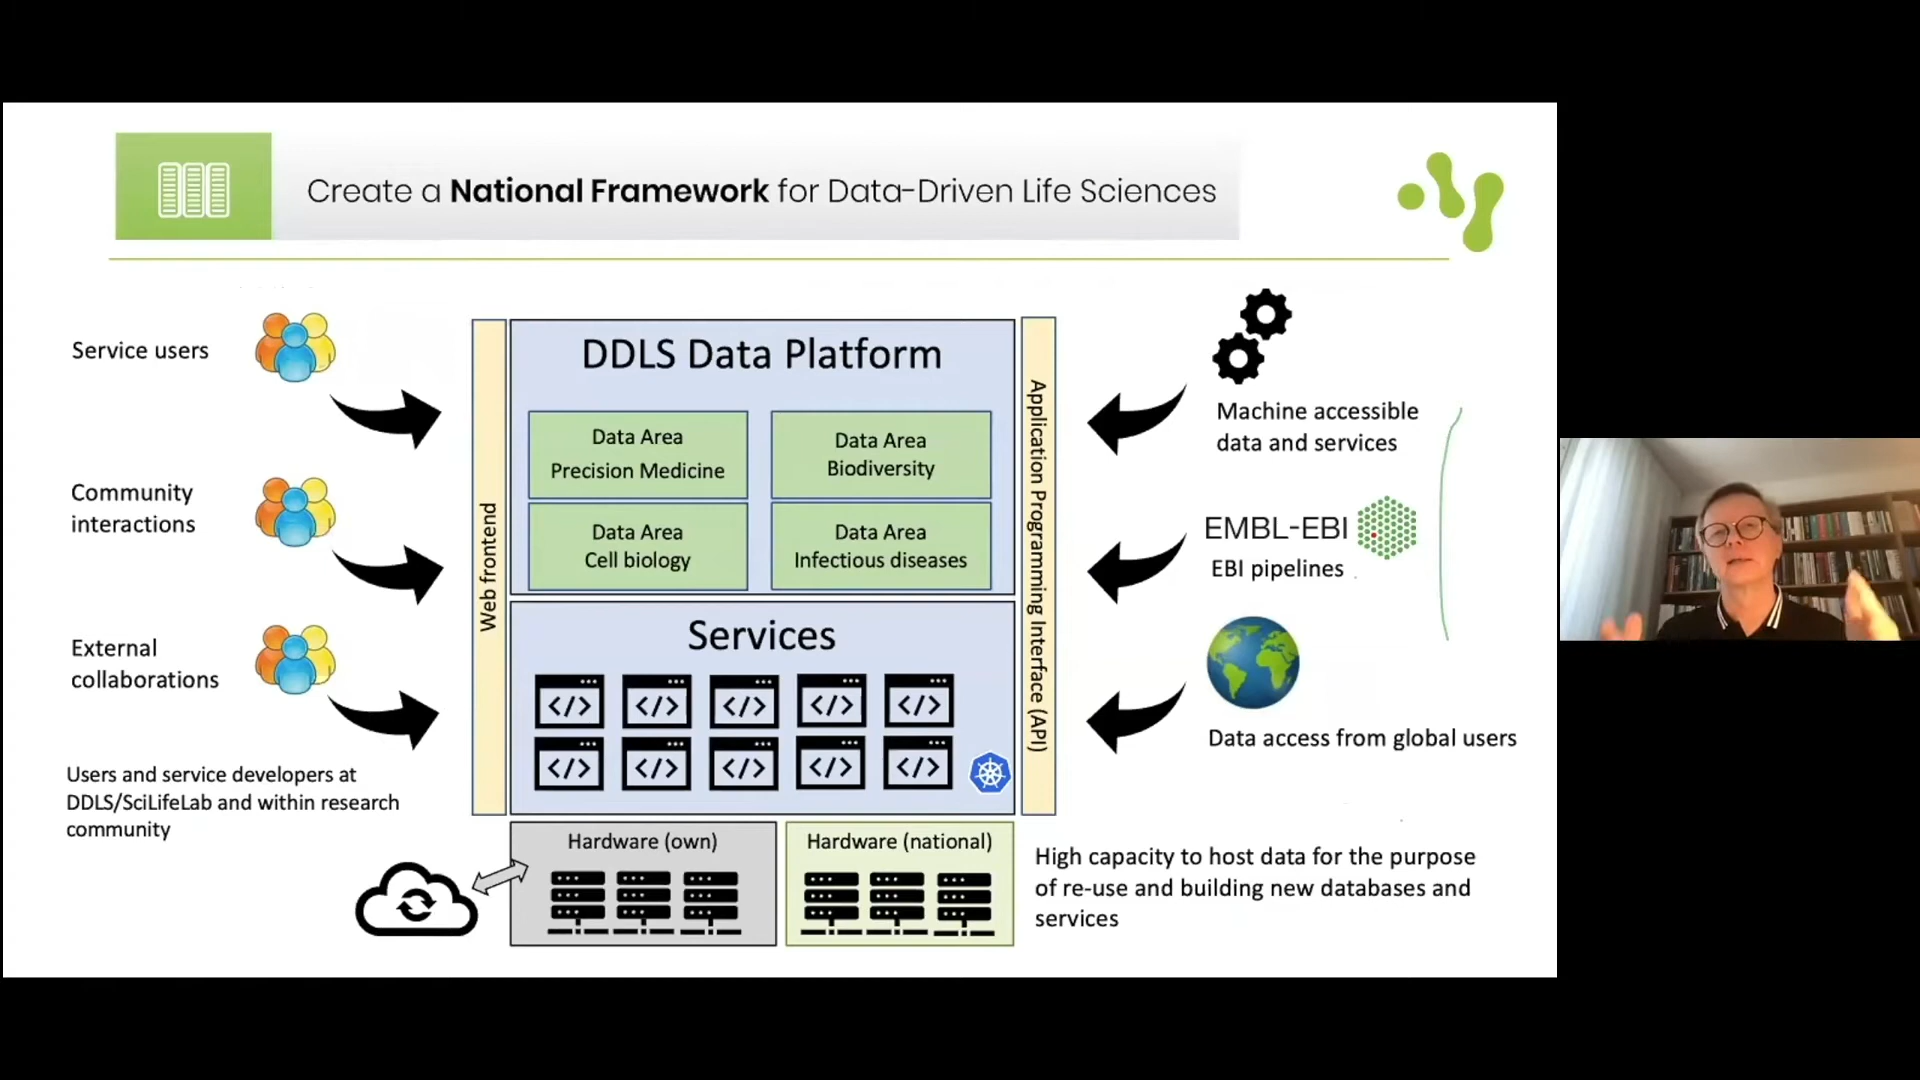 Create a National Framework for Data-Driven Life Sciences
Service users
Community
interactions
External
collaborations
Users and service developers at
DDLS/SciLifeLab and within research
community
Web frontend
DDLS Data Platform
Data Area
Precision Medicine
Data Area
Biodiversity
Data Area
Cell biology
Data Area
Infectious diseases
Services
</>
</>
</>
</>
</>
</>
</>
</>
</>
</>
Hardware (own)
Hardware (national)
Application Programming Interface (API)
Machine accessible
data and services
EMBL-EBI
EBI pipelines
Data access from global users
High capacity to host data for the purpose
of re-use and building new databases and
services